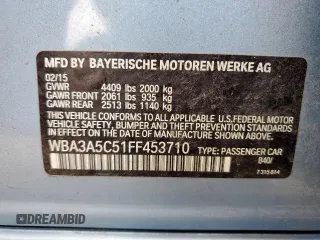 MFD BY BAYERISCHE MOTOREN WERKE AG
02/15
GVWR 4409 lbs 2000 kg
GAWR FRONT 2061 lbs 935 kg
GAWR REAR 2513 lbs 1140 kg
THIS VEHICLE CONFORMS TO ALL APPLICABLE U.S.FEDERAL MOTOR
VEHICLE SAFETY, BUMPER, AND THEFT PREVENTION STANDARDS
IN EFFECT ON THE DATE OF MANUFACTURE SHOWN ABOVE.
WBA3A5C51FF453710 TYPE: PASSENGER CAR
840/
7-315-814
DREAMBID